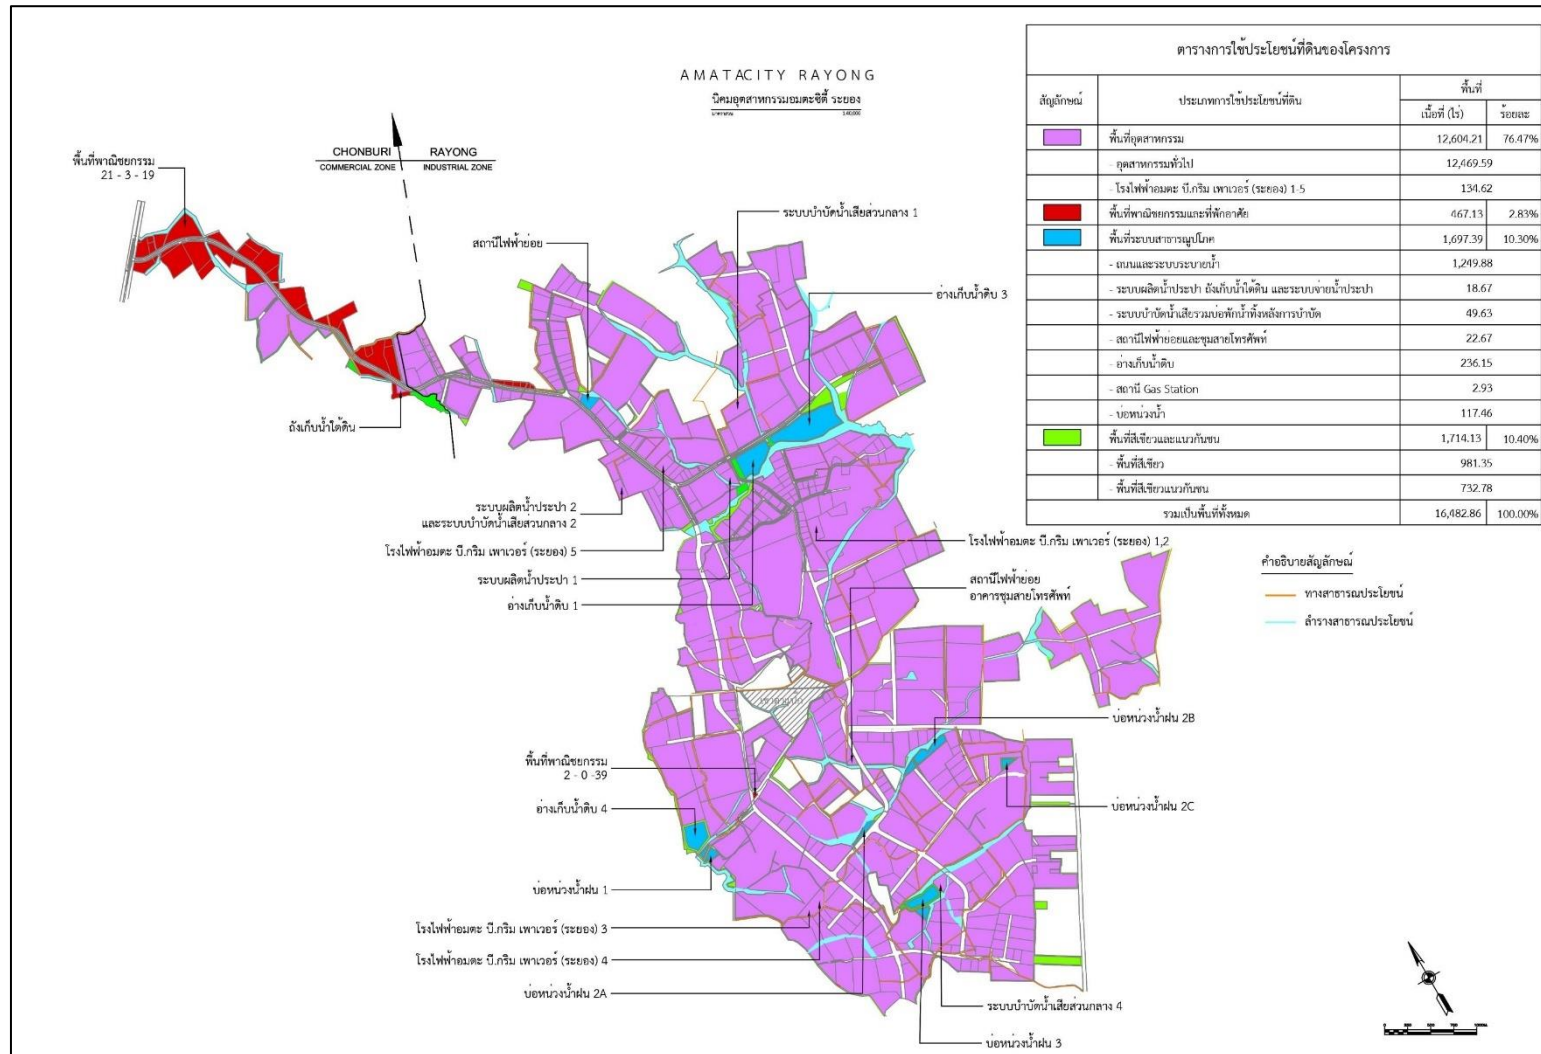 AMATACITY RAYONG
นิคมอุตสาหกรรมอมตะซิตี้ ระยอง
มาตราส่วน 1:40,000
CHONBURI RAYONG
COMMERCIAL ZONE INDUSTRIAL ZONE
พื้นที่พาณิชยกรรม
21 - 3 - 19
สถานีไฟฟ้าย่อย
ระบบบำบัดน้ำเสียส่วนกลาง 1
อ่างเก็บน้ำดิบ 3
ถังเก็บน้ำใต้ดิน
ระบบผลิตน้ำประปา 2
และระบบบำบัดน้ำเสียส่วนกลาง 2
โรงไฟฟ้าอมตะ บี.กริม เพาเวอร์ (ระยอง) 5
ระบบผลิตน้ำประปา 1
อ่างเก็บน้ำดิบ 1
โรงไฟฟ้าอมตะ บี.กริม เพาเวอร์ (ระยอง) 1,2
สถานีไฟฟ้าย่อย
อาคารชุมสายโทรศัพท์
บ่อหน่วงน้ำฝน 2B
พื้นที่พาณิชยกรรม
2 - 0 -39
อ่างเก็บน้ำดิบ 4
บ่อหน่วงน้ำฝน 2C
บ่อหน่วงน้ำฝน 1
โรงไฟฟ้าอมตะ บี.กริม เพาเวอร์ (ระยอง) 3
โรงไฟฟ้าอมตะ บี.กริม เพาเวอร์ (ระยอง) 4
บ่อหน่วงน้ำฝน 2A
ระบบบำบัดน้ำเสียส่วนกลาง 4
บ่อหน่วงน้ำฝน 3
ตารางการใช้ประโยชน์ที่ดินของโครงการ
สัญลักษณ์ ประเภทการใช้ประโยชน์ที่ดิน พื้นที่
เนื้อที่ (ไร่) ร้อยละ
พื้นที่อุตสาหกรรม 12,604.21 76.47%
- อุตสาหกรรมทั่วไป 12,469.59
- โรงไฟฟ้าอมตะ บี.กริม เพาเวอร์ (ระยอง) 1-5 134.62
พื้นที่พาณิชยกรรมและที่พักอาศัย 467.13 2.83%
พื้นที่ระบบสาธารณูปโภค 1,697.39 10.30%
- ถนนและระบบระบายน้ำ 1,249.88
- ระบบผลิตน้ำประปา ถังเก็บน้ำใต้ดิน และระบบจ่ายน้ำประปา 18.67
- ระบบบำบัดน้ำเสียรวมบ่อพักน้ำทิ้งหลังการบำบัด 49.63
- สถานีไฟฟ้าย่อยและชุมสายโทรศัพท์ 22.67
- อ่างเก็บน้ำดิบ 236.15
- สถานี Gas Station 2.93
- บ่อหน่วงน้ำ 117.46
พื้นที่สีเขียวและแนวกันชน 1,714.13 10.40%
- พื้นที่สีเขียว 981.35
- พื้นที่สีเขียวแนวกันชน 732.78
รวมเป็นพื้นที่ทั้งหมด 16,482.86 100.00%
คำอธิบายสัญลักษณ์
ทางสาธารณประโยชน์
ลำรางสาธารณประโยชน์